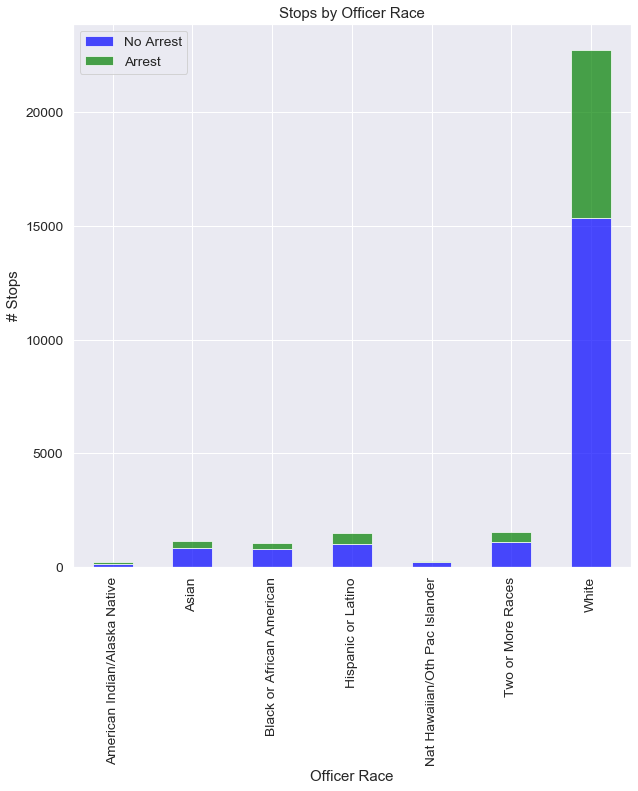 Stops by Officer Race
No Arrest
Arrest
# Stops
20000
15000
10000
5000
0
American Indian/Alaska Native
Asian
Black or African American
Hispanic or Latino
Nat Hawaiian/Oth Pac Islander
Two or More Races
White
Officer Race